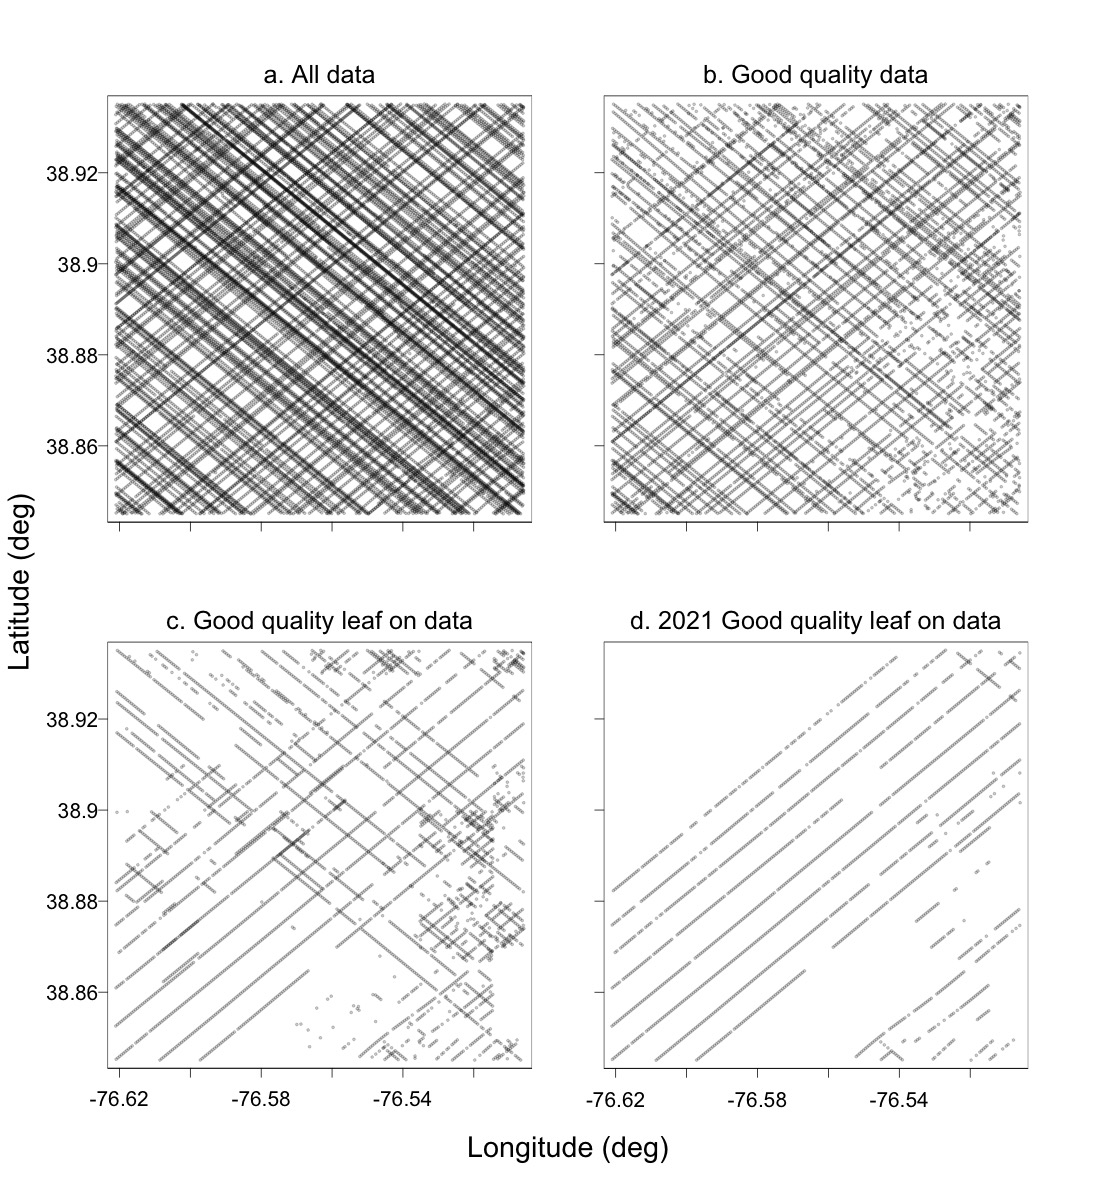 a. All data
b. Good quality data
38.92
38.9
38.88
38.86
c. Good quality leaf on data
d. 2021 Good quality leaf on data
38.92
38.9
38.88
38.86
Latitude (deg)
-76.62
-76.58
-76.54
-76.62
-76.58
-76.54
Longitude (deg)